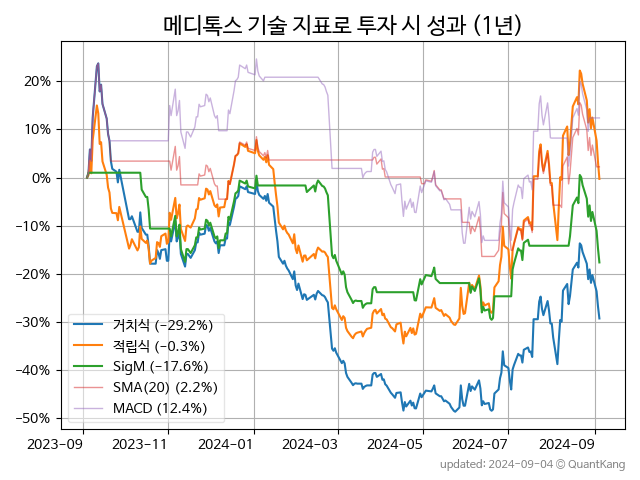 메디톡스 기술 지표로 투자 시 성과 (1년)
20%
10%
0%
−10%
−20%
−30%
−40%
−50%
거치식 (−29.2%)
적립식 (−0.3%)
SigM (−17.6%)
SMA(20) (2.2%)
MACD (12.4%)
2023-09
2023-11
2024-01
2024-03
2024-05
2024-07
2024-09
updated: 2024-09-04 © QuantKang